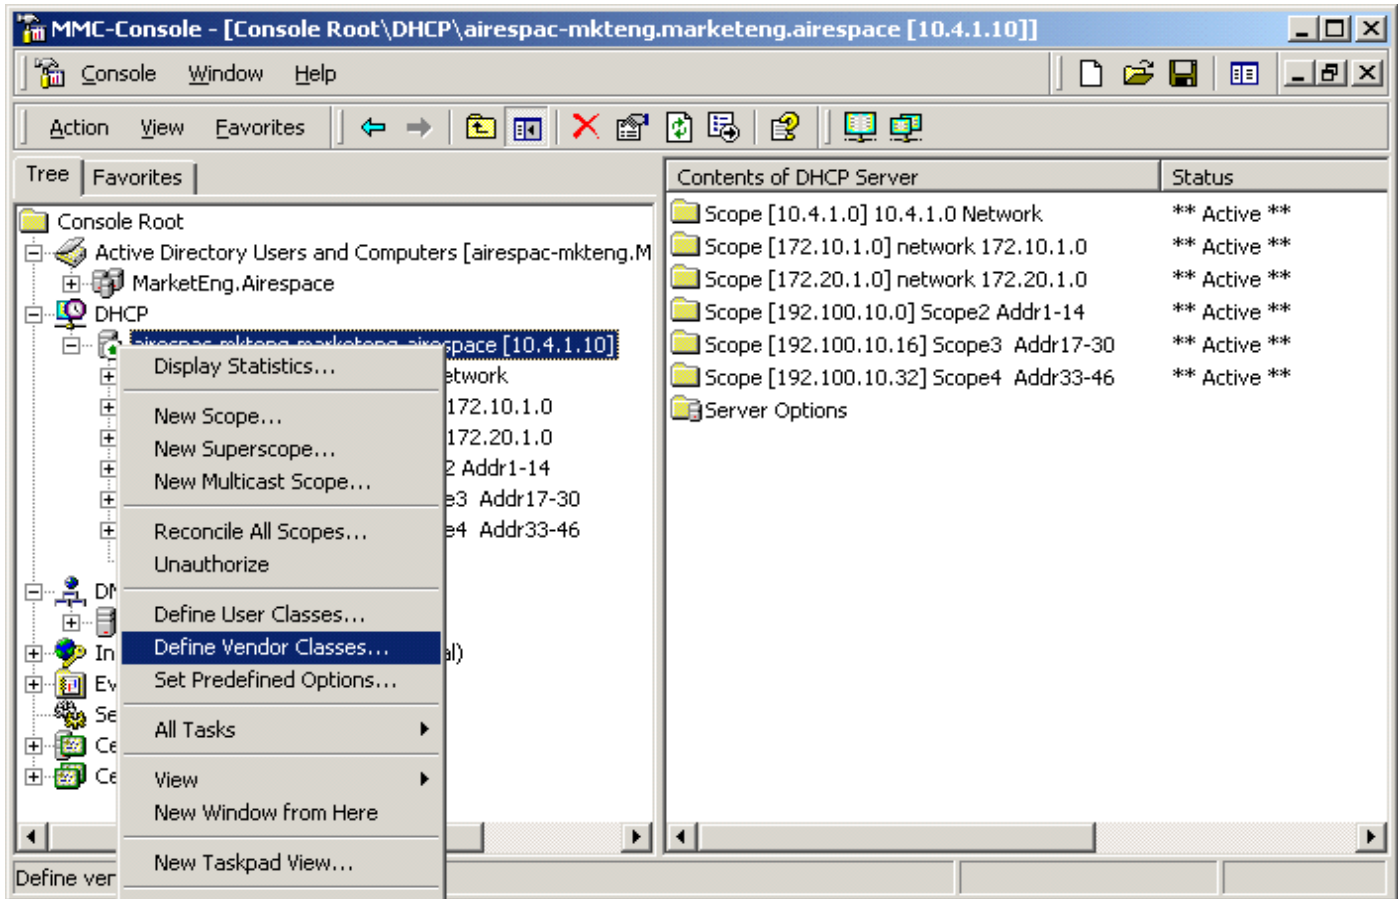 MMC-Console - [Console Root\DHCP\airespac-mkteng.marketeng.airespace [10.4.1.10]]
Console Window Help
Action View Favorites
Tree Favorites
Console Root
Active Directory Users and Computers [airespac-mkteng.M
MarketEng.Airespace
DHCP
airespac-mkteng.marketeng.airespace [10.4.1.10]
etwork
172.10.1.0
172.20.1.0
2 Addr1-14
e3 Addr17-30
e4 Addr33-46
In
al)
Ev
Se
Ce
Ce
Display Statistics...
New Scope...
New Superscope...
New Multicast Scope...
Reconcile All Scopes...
Unauthorize
Define User Classes...
Define Vendor Classes...
Set Predefined Options...
All Tasks
View
New Window from Here
New Taskpad View...
Define ver
Contents of DHCP Server Status
Scope [10.4.1.0] 10.4.1.0 Network ** Active **
Scope [172.10.1.0] network 172.10.1.0 ** Active **
Scope [172.20.1.0] network 172.20.1.0 ** Active **
Scope [192.100.10.0] Scope2 Addr1-14 ** Active **
Scope [192.100.10.16] Scope3 Addr17-30 ** Active **
Scope [192.100.10.32] Scope4 Addr33-46 ** Active **
Server Options